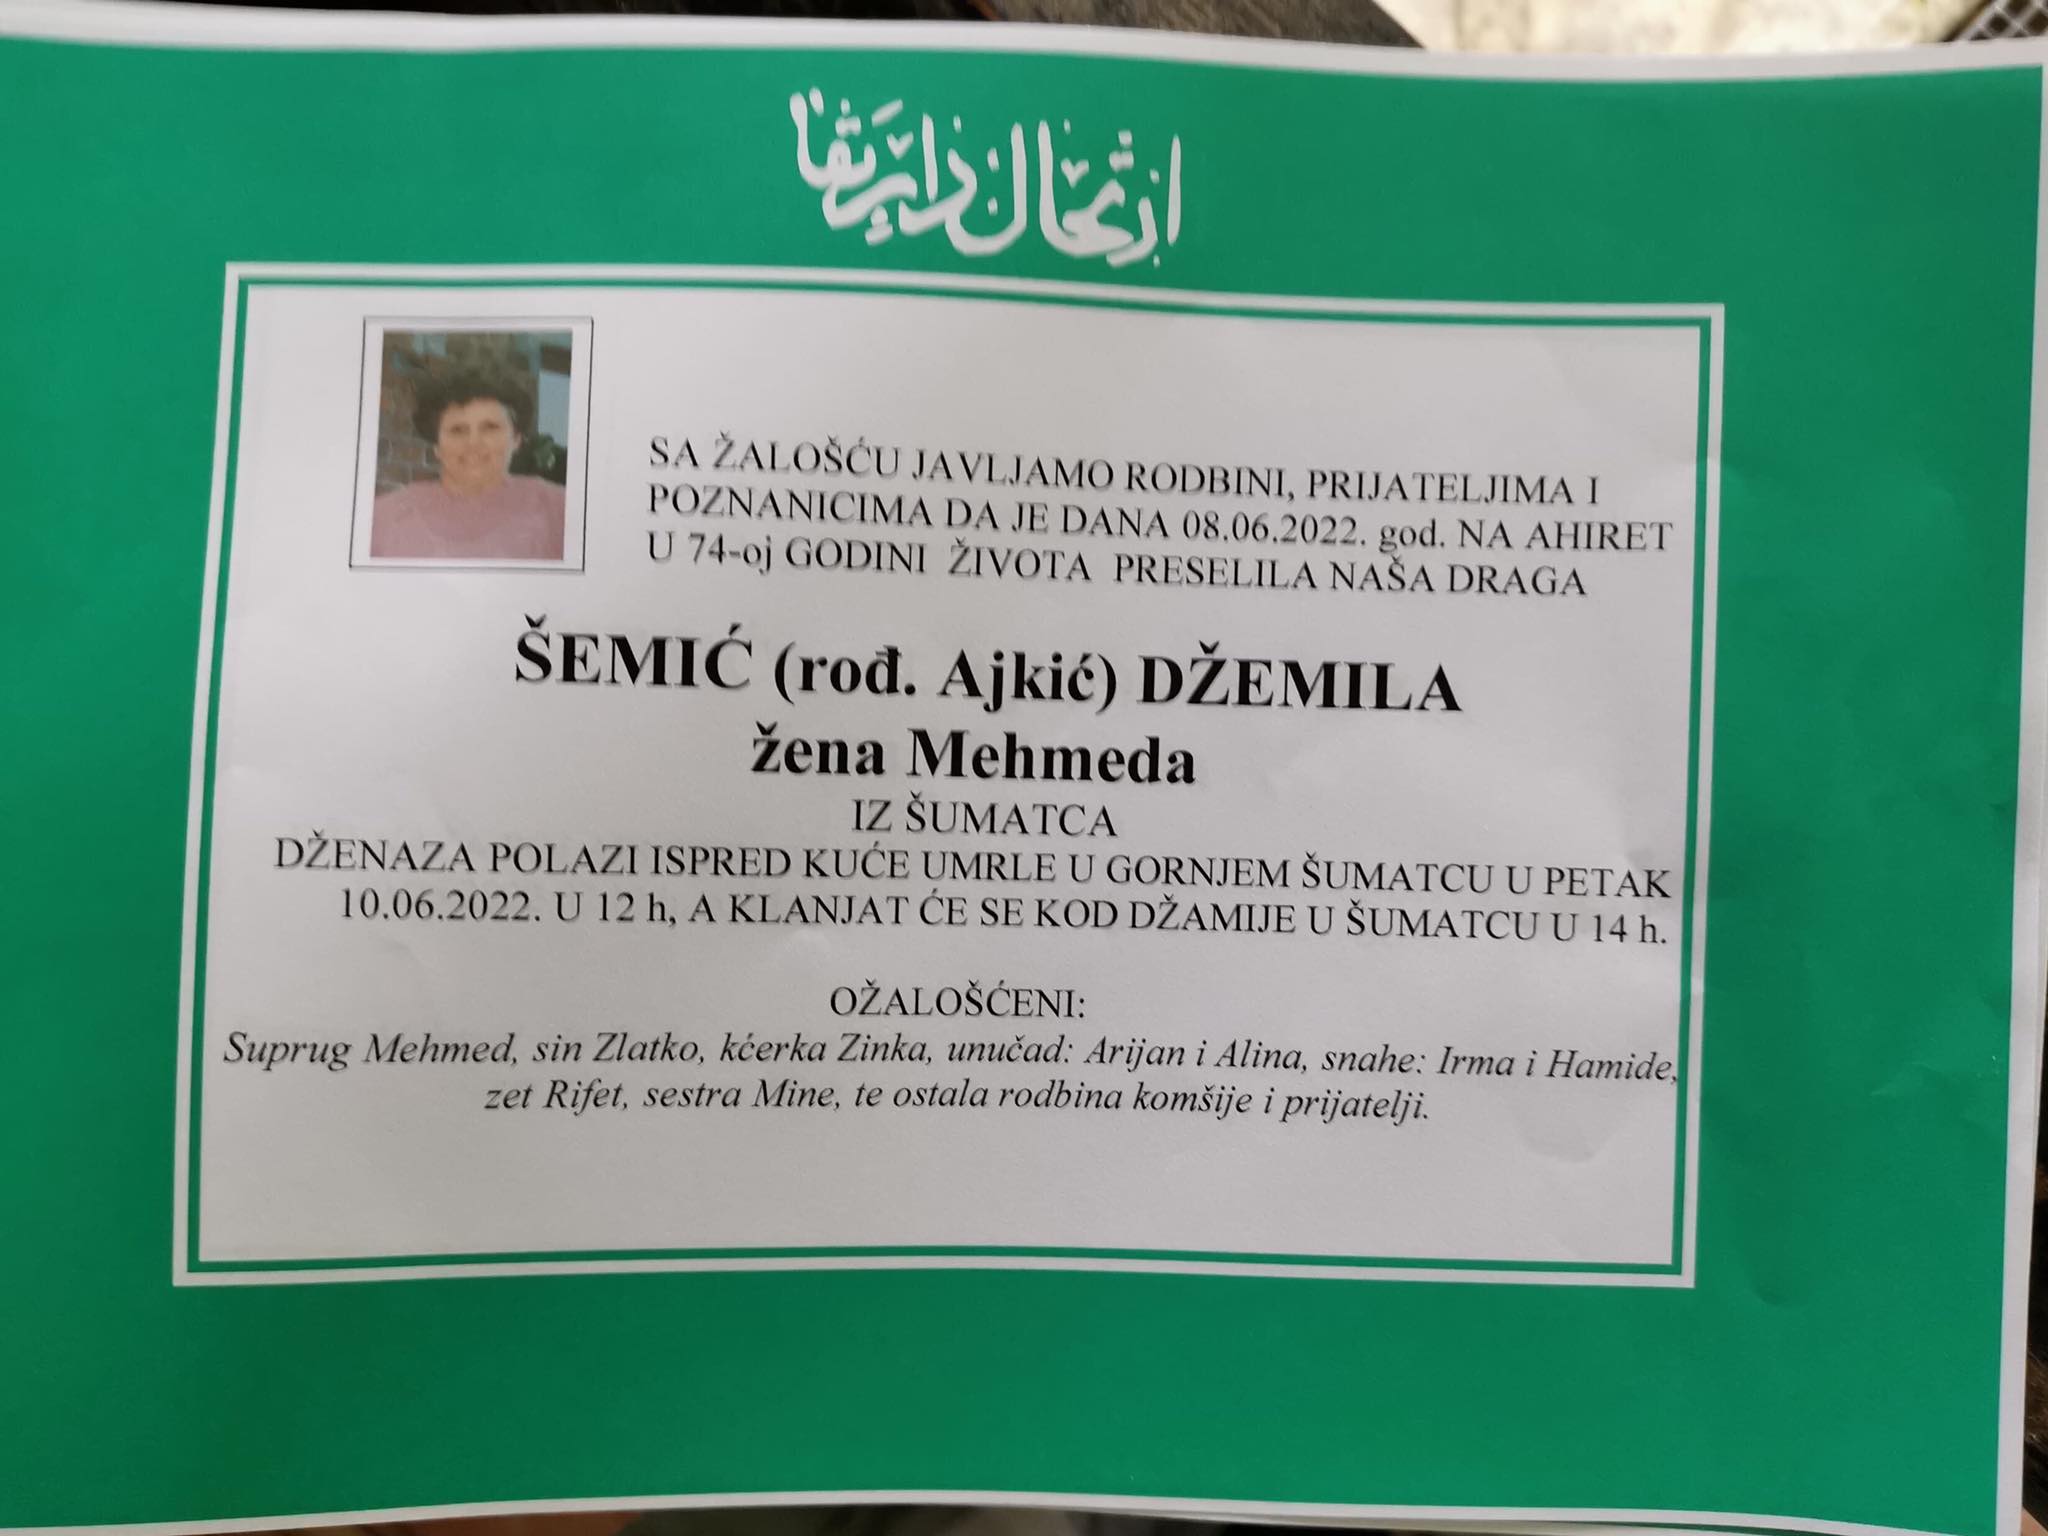 ارتحال دار بقا
SA ŽALOŠĆU JAVLJAMO RODBINI, PRIJATELJIMA I
POZNANICIMA DA JE DANA 08.06.2022. god. NA AHIRET
U 74-oj GODINI ŽIVOTA PRESELILA NAŠA DRAGA
ŠEMIĆ (rođ. Ajkić) DŽEMILA
žena Mehmeda
IZ ŠUMATCA
DŽENAZA POLAZI ISPRED KUĆE UMRLE U GORNJEM ŠUMATCU U PETAK
10.06.2022. U 12 h, A KLANJAT ĆE SE KOD DŽAMIJE U ŠUMATCU U 14 h.
OŽALOŠĆENI:
Suprug Mehmed, sin Zlatko, kćerka Zinka, unučad: Arijan i Alina, snahe: Irma i Hamide,
zet Rifet, sestra Mine, te ostala rodbina komšije i prijatelji.